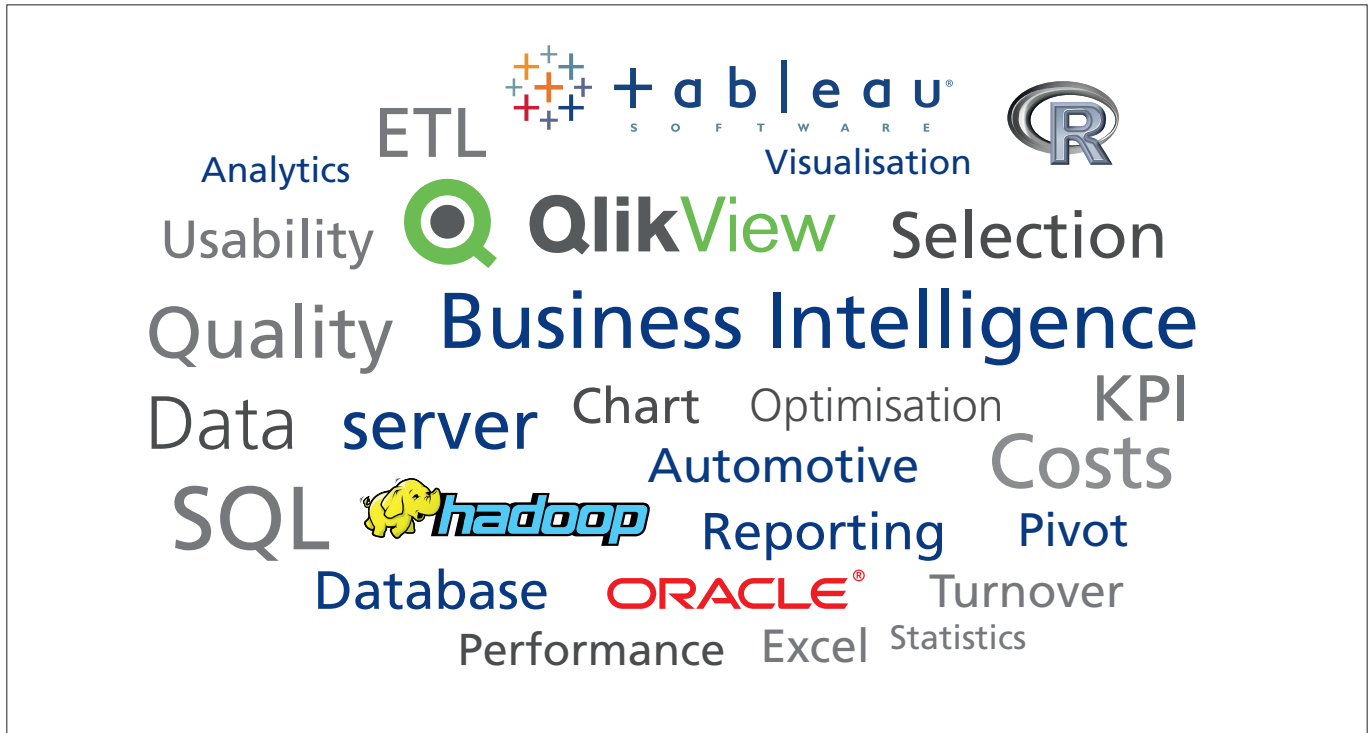 +ableau®
SOFTWARE
R
ETL
Analytics
Visualisation
Usability
QlikView
Selection
Quality
Business Intelligence
Data
server
Chart
Optimisation
KPI
Automotive
Costs
SQL
hadoop
Reporting
Pivot
Database
ORACLE®
Turnover
Performance
Excel
Statistics